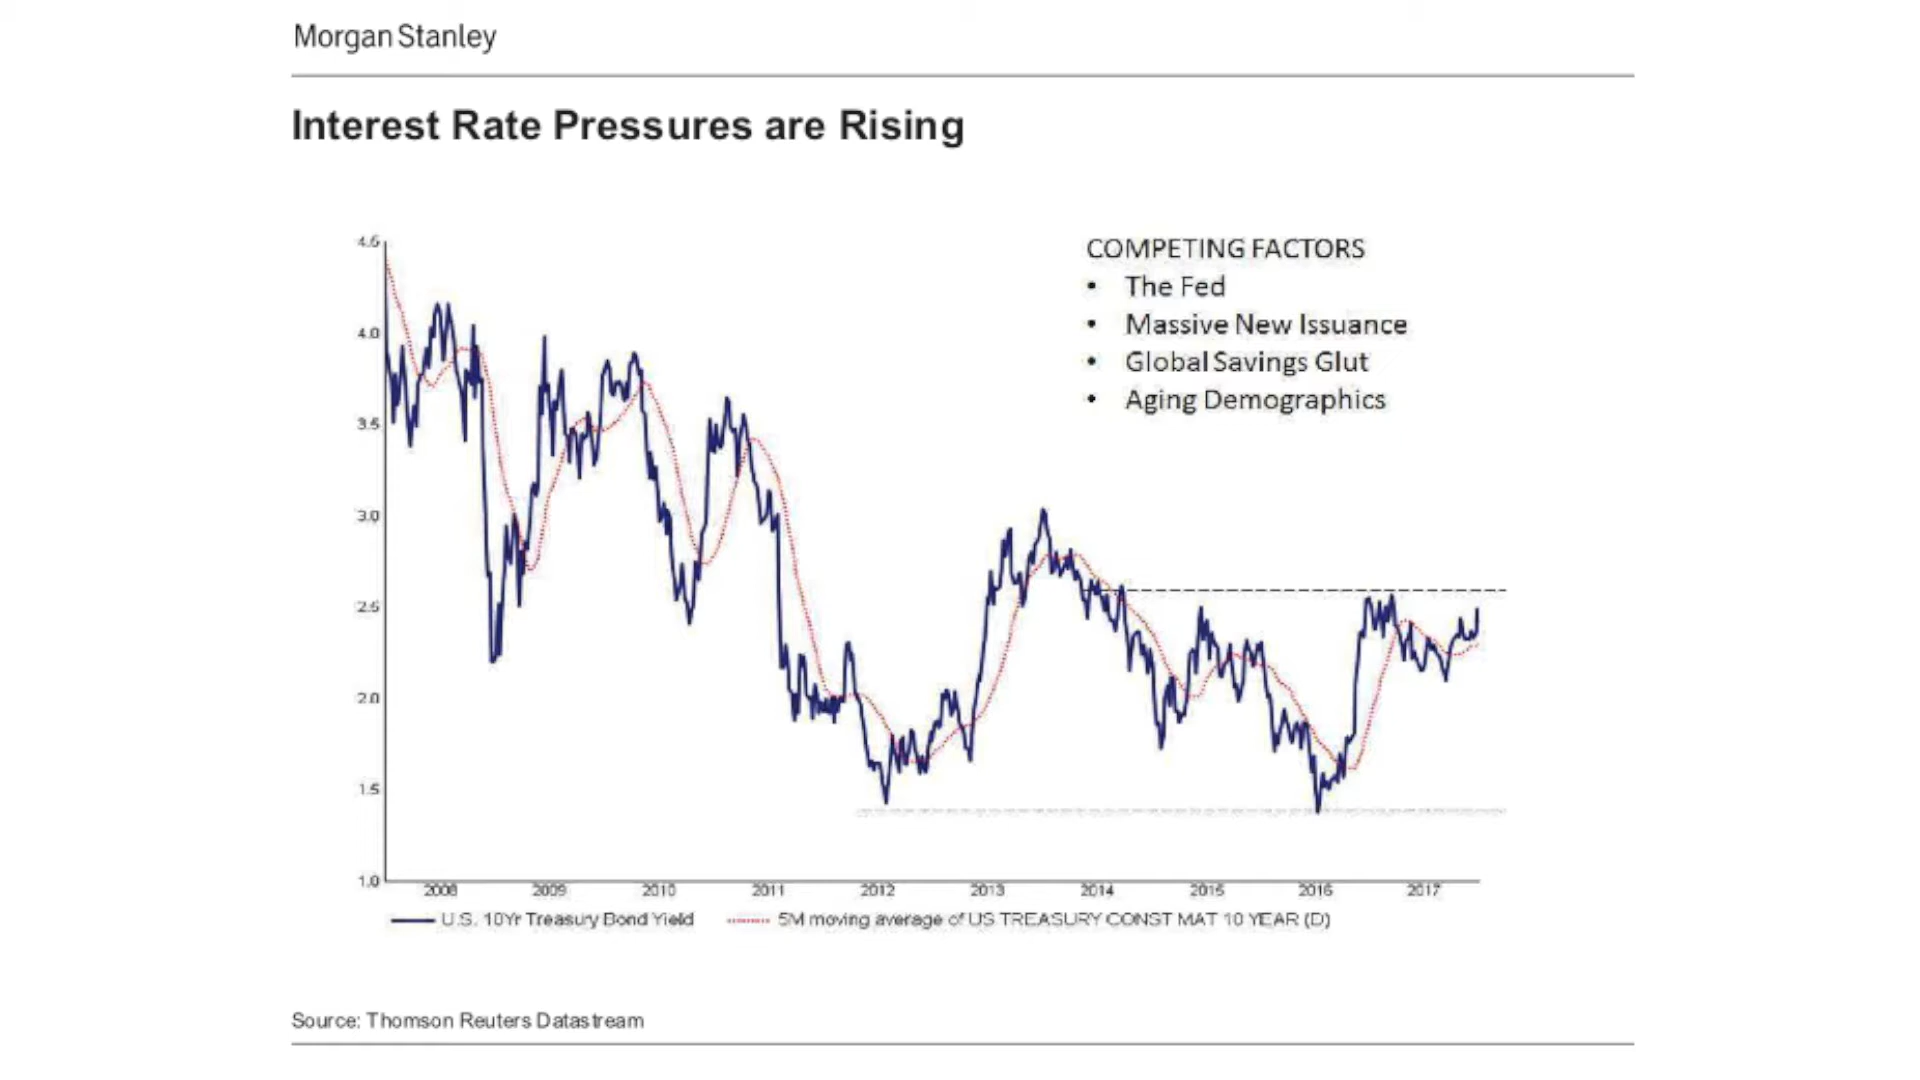 Morgan Stanley
Interest Rate Pressures are Rising
COMPETING FACTORS
• The Fed
• Massive New Issuance
• Global Savings Glut
• Aging Demographics
4.5
4.0
3.5
3.0
2.5
2.0
1.5
1.0
2008 2009 2010 2011 2012 2013 2014 2015 2016 2017
U.S. 10Yr Treasury Bond Yield 5M moving average of US TREASURY CONST MAT 10 YEAR (D)
Source: Thomson Reuters Datastream